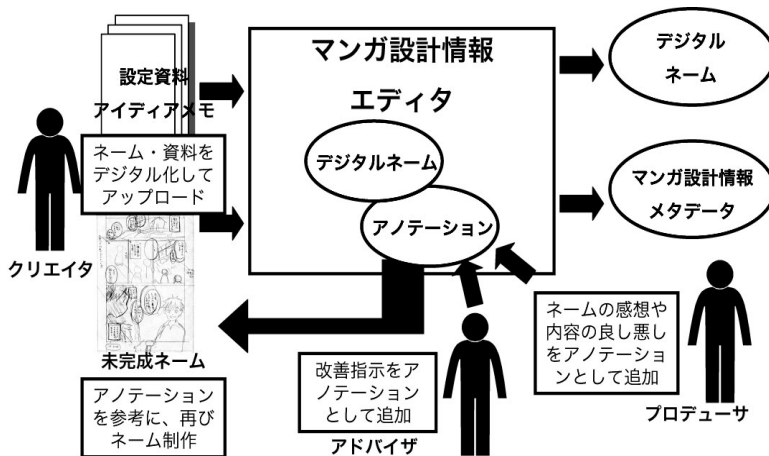 設定資料
アイディアメモ
ネーム・資料を
デジタル化して
アップロード
クリエイタ
未完成ネーム
アノテーション
を参考に、再び
ネーム制作
マンガ設計情報
エディタ
デジタルネーム
アノテーション
デジタル
ネーム
マンガ設計情報
メタデータ
改善指示をア
ノテーション
として追加
アドバイザ
ネームの感想や
内容の良し悪し
をアノテーショ
ンとして追加
プロデューサ